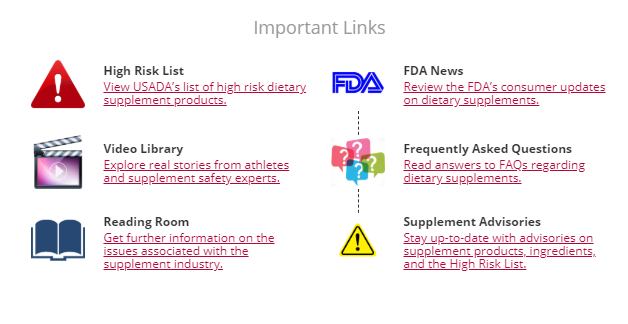 Important Links
High Risk List
View USADA's list of high risk dietary
supplement products.
FDA
FDA News
Review the FDA's consumer updates
on dietary supplements.
Video Library
Explore real stories from athletes
and supplement safety experts.
? ? ? ?
Frequently Asked Questions
Read answers to FAQs regarding
dietary supplements.
Reading Room
Get further information on the
issues associated with the
supplement industry.
Supplement Advisories
Stay up-to-date with advisories on
supplement products, ingredients,
and the High Risk List.